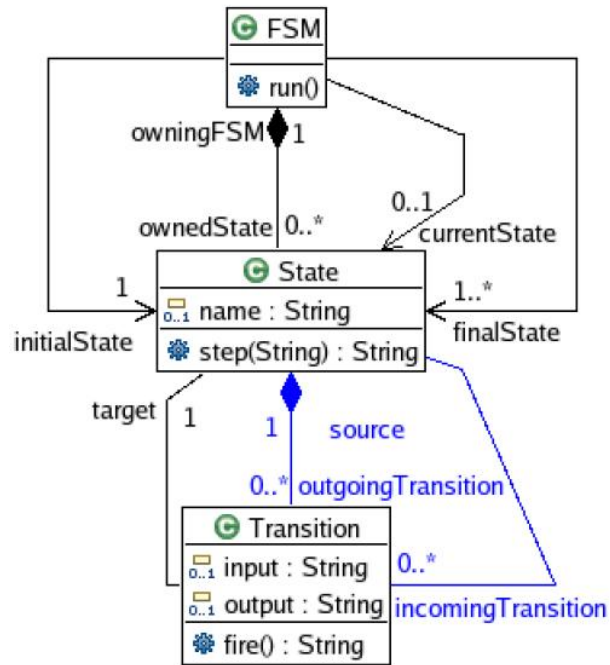 C FSM
run()
owningFSM 1
ownedState 0..*
0..1
currentState
C State
0..1 name : String
step(String) : String
1
initialState
1..*
finalState
target 1
1 source
0..* outgoingTransition
C Transition
0..1 input : String
0..1 output : String
fire() : String
0..*
incomingTransition